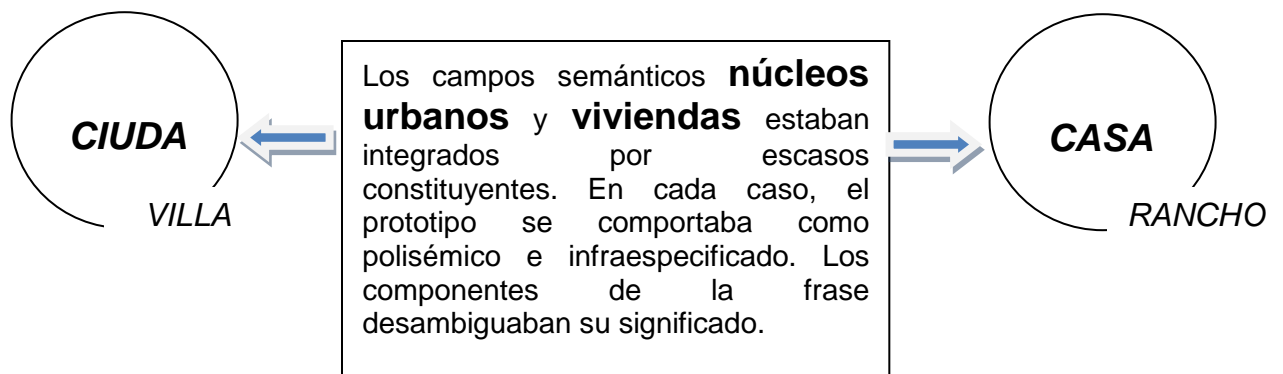 CIUDA
VILLA
Los campos semánticos núcleos
urbanos y viviendas estaban
integrados por escasos
constituyentes. En cada caso, el
prototipo se comportaba como
polisémico e infraespecificado. Los
componentes de la frase
desambiguaban su significado.
CASA
RANCHO